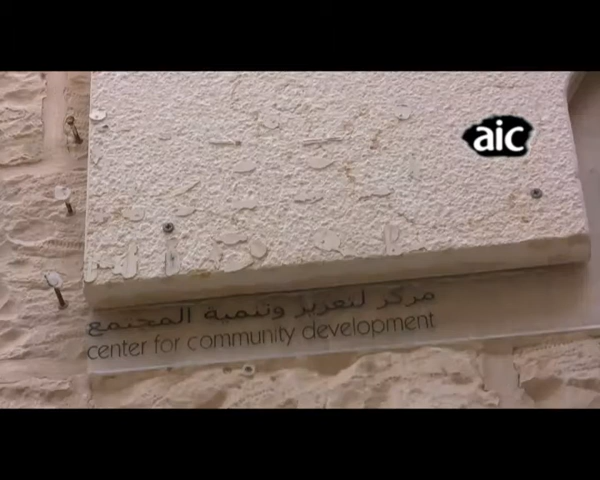 aic
مركز لتعزيز وتنمية المجتمع
center for community development